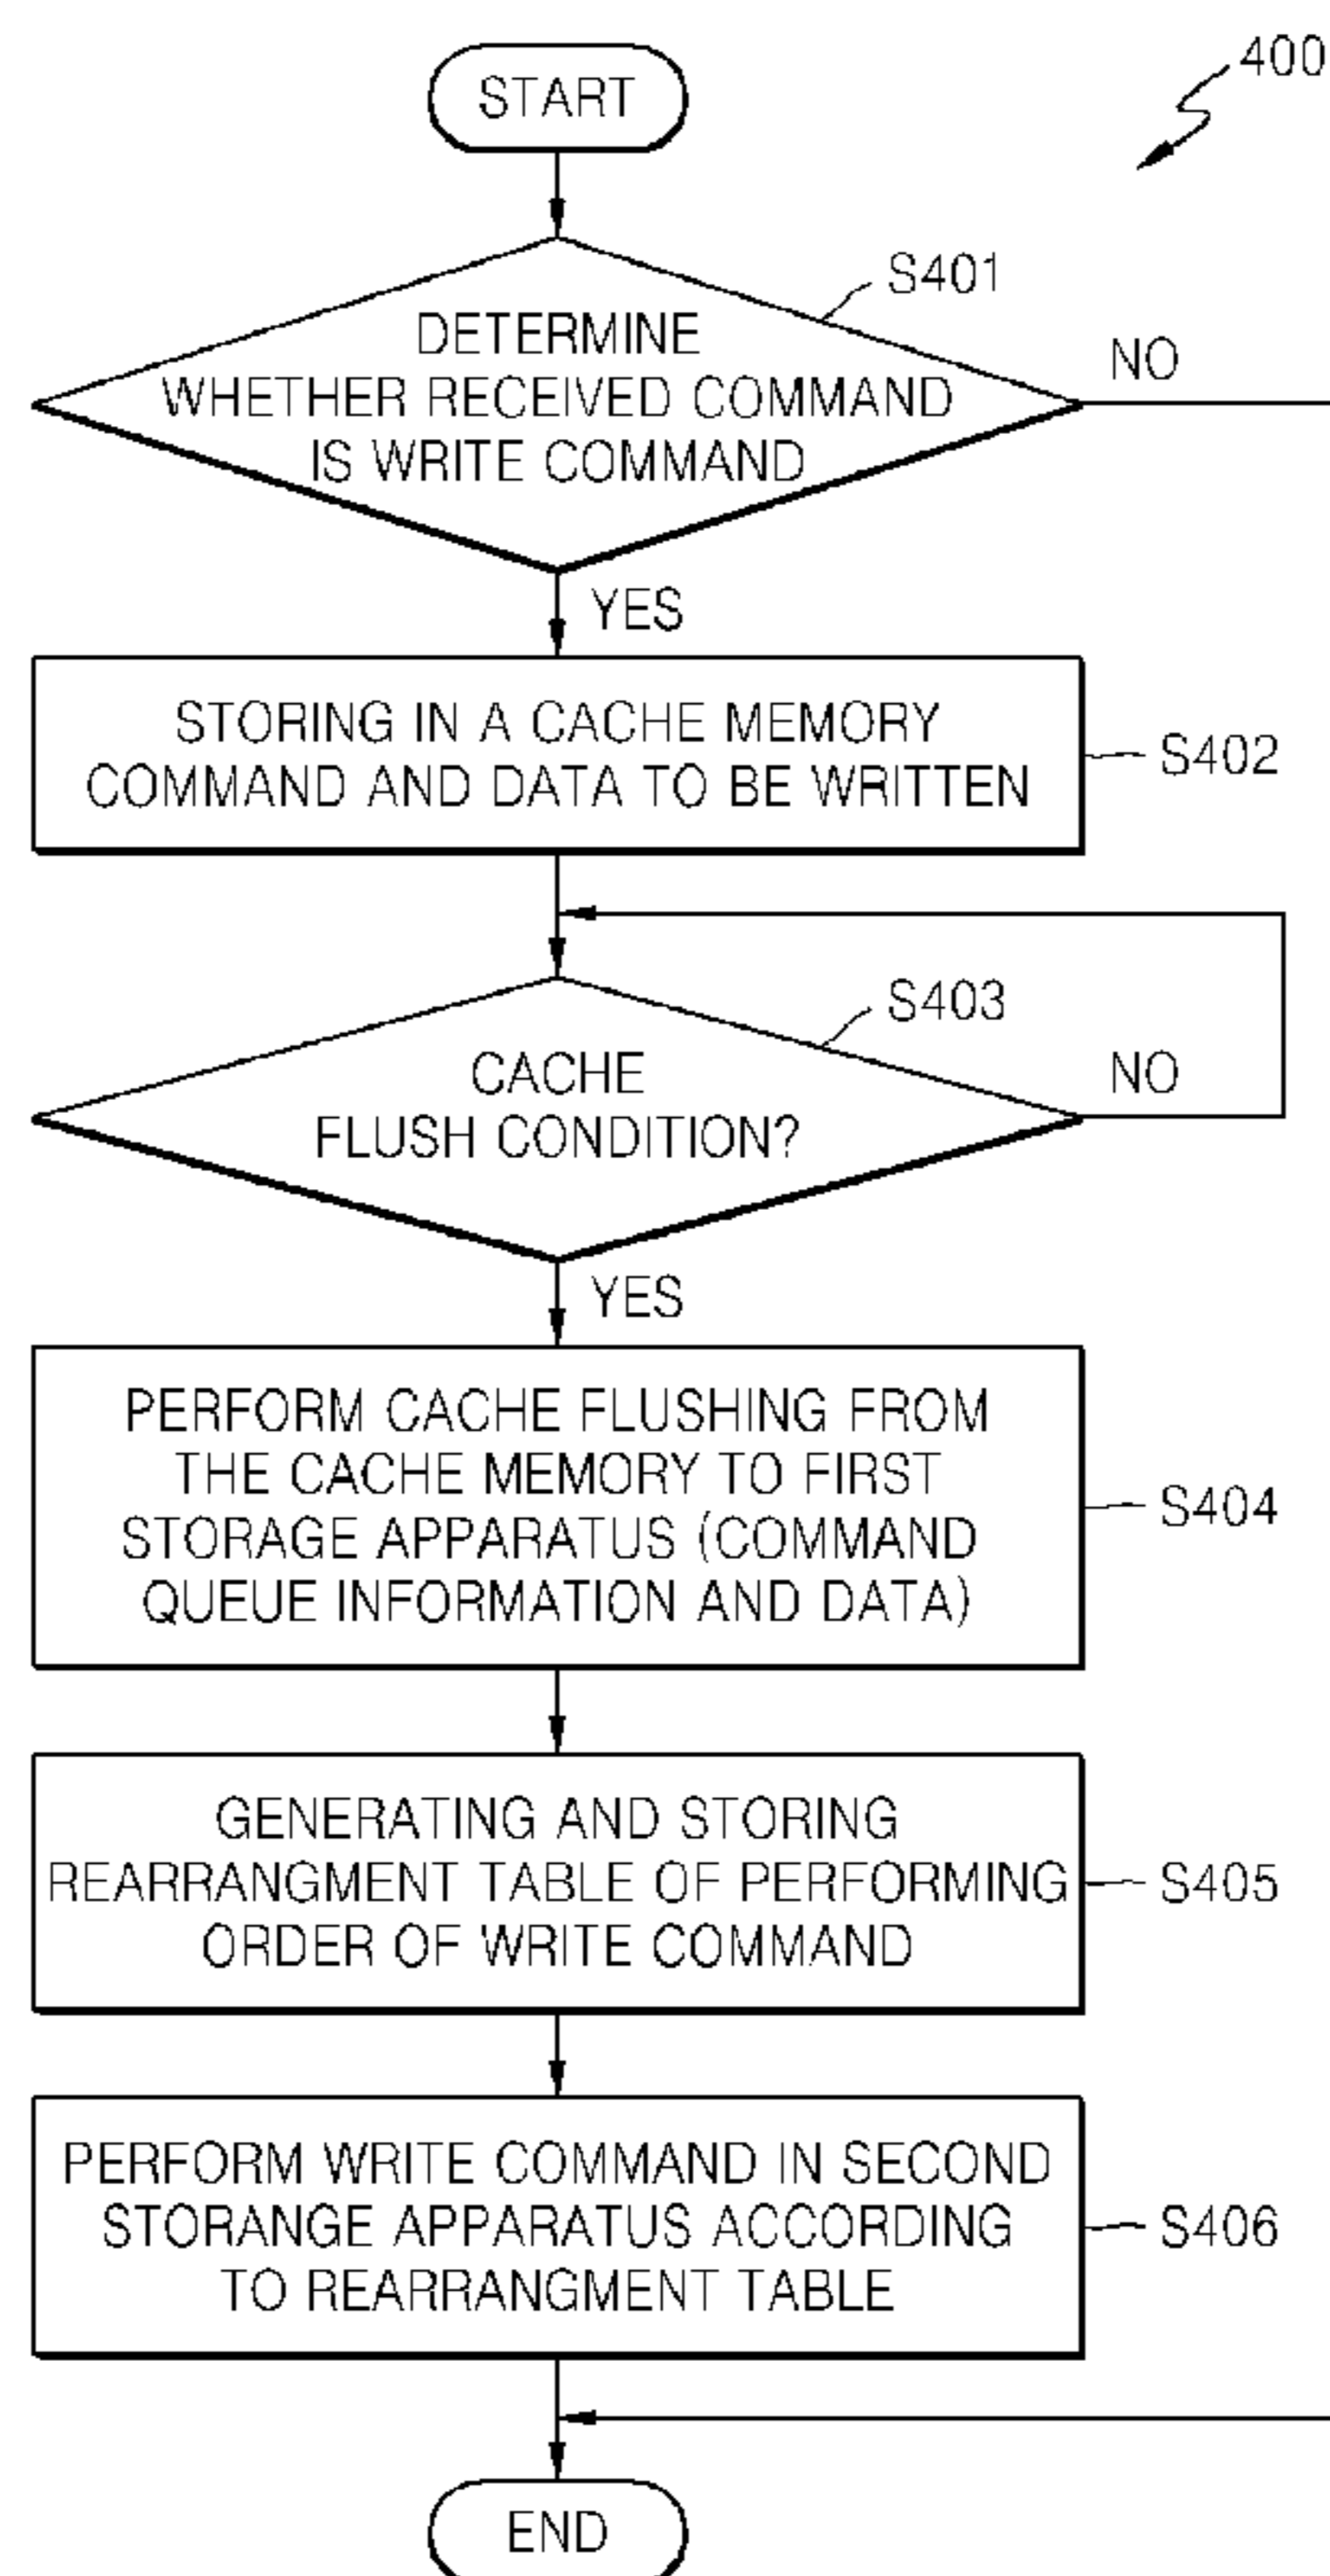 START
400
S401
DETERMINE
WHETHER RECEIVED COMMAND
IS WRITE COMMAND
NO
YES
STORING IN A CACHE MEMORY
COMMAND AND DATA TO BE WRITTEN
S402
S403
CACHE
FLUSH CONDITION?
NO
YES
PERFORM CACHE FLUSHING FROM
THE CACHE MEMORY TO FIRST
STORAGE APPARATUS (COMMAND
QUEUE INFORMATION AND DATA)
S404
GENERATING AND STORING
REARRANGMENT TABLE OF PERFORMING
ORDER OF WRITE COMMAND
S405
PERFORM WRITE COMMAND IN SECOND
STORANGE APPARATUS ACCORDING
TO REARRANGMENT TABLE
S406
END